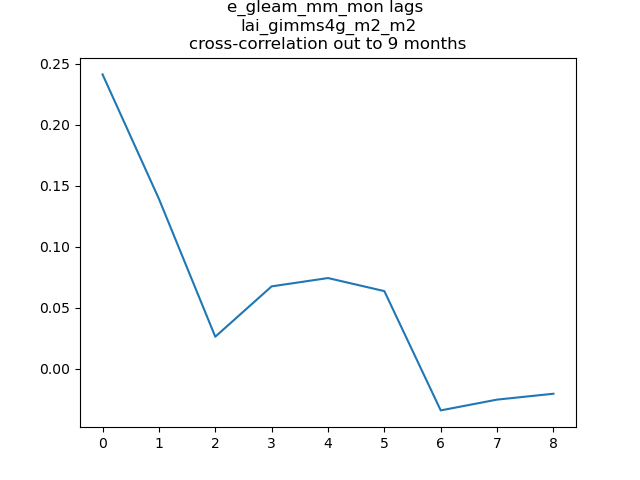 e_gleam_mm_mon lags
lai_gimms4g_m2_m2
cross-correlation out to 9 months
0.25
0.20
0.15
0.10
0.05
0.00
0 1 2 3 4 5 6 7 8